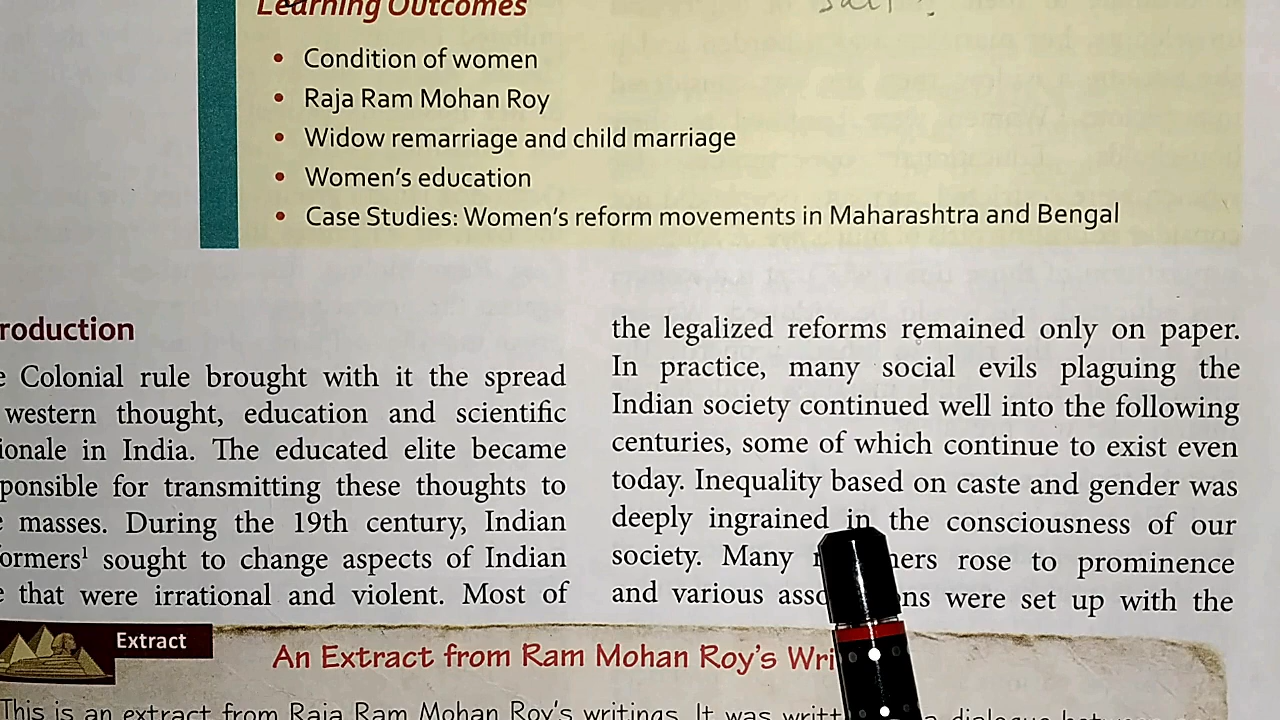 Learning Outcomes
• Condition of women
• Raja Ram Mohan Roy
• Widow remarriage and child marriage
• Women's education
• Case Studies: Women's reform movements in Maharashtra and Bengal
roduction
e Colonial rule brought with it the spread
western thought, education and scientific
ionale in India. The educated elite became
ponsible for transmitting these thoughts to
e masses. During the 19th century, Indian
formers¹ sought to change aspects of Indian
e that were irrational and violent. Most of
the legalized reforms remained only on paper.
In practice, many social evils plaguing the
Indian society continued well into the following
centuries, some of which continue to exist even
today. Inequality based on caste and gender was
deeply ingrained in the consciousness of our
society. Many rose to prominence
and various were set up with the
Extract
An Extract from Ram Mohan Roy's Wri
This is an extract from Raja Ram Mohan Roy's writings. It was writt a dialogue